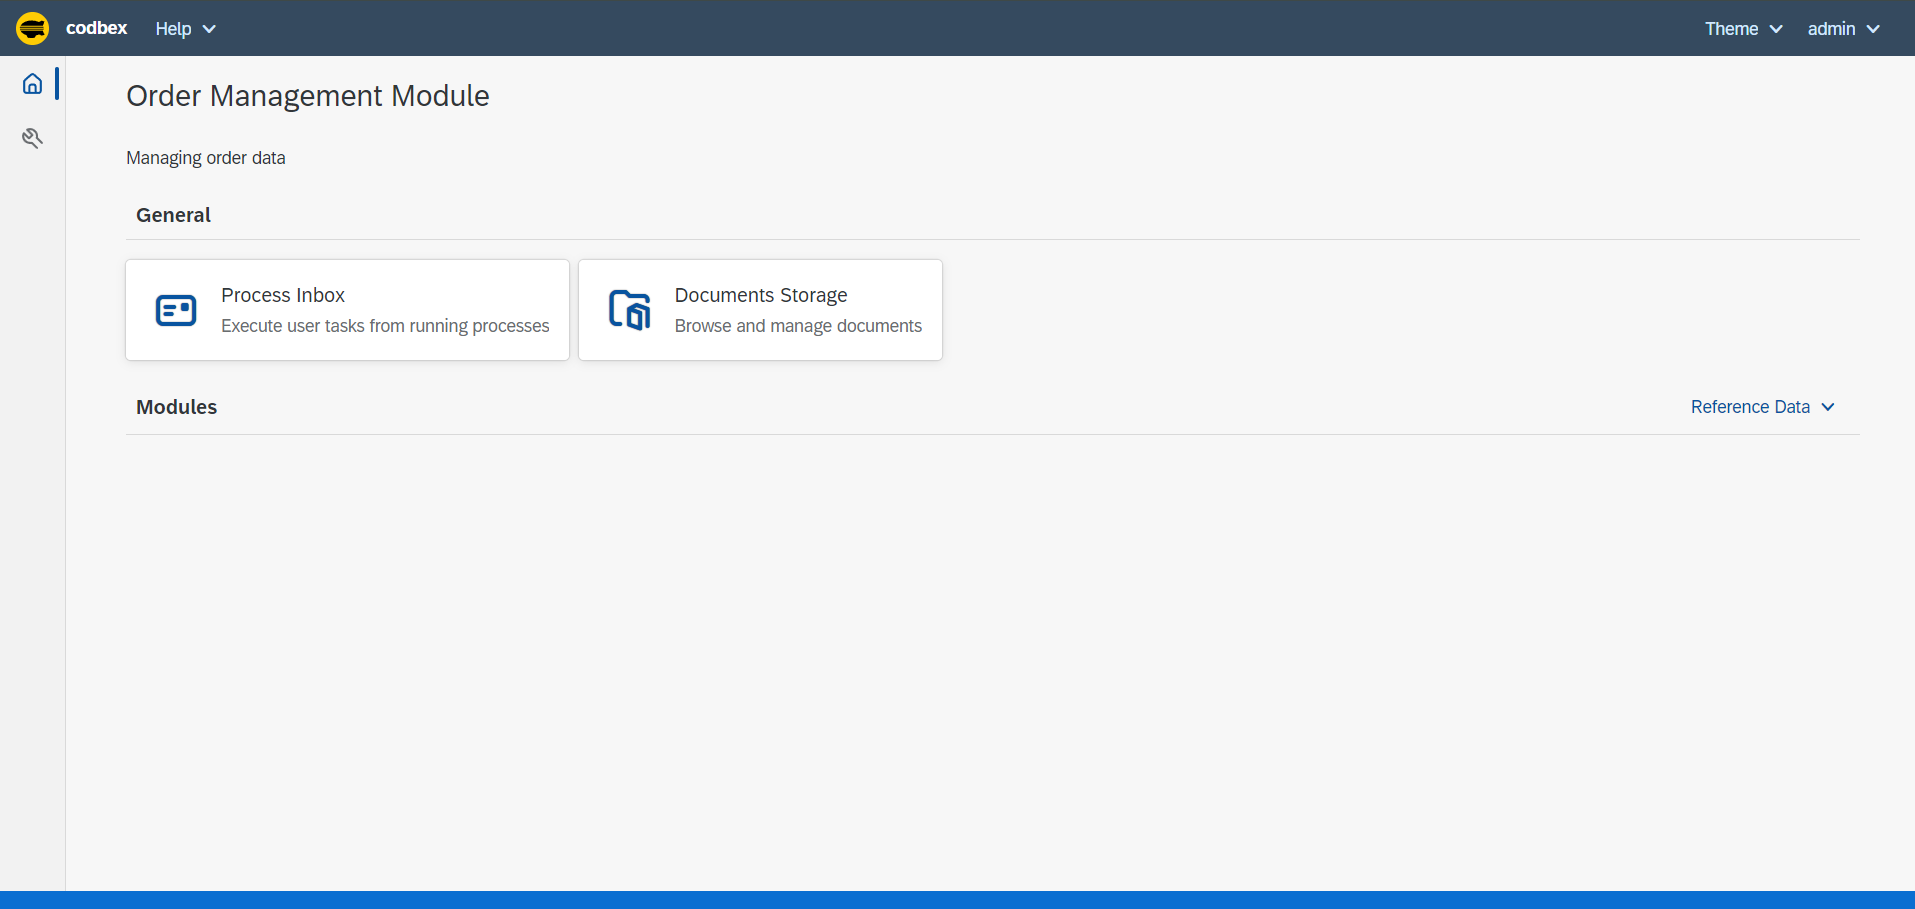 codbex Help Theme admin
Order Management Module
Managing order data
General
Process Inbox
Execute user tasks from running processes
Documents Storage
Browse and manage documents
Modules Reference Data